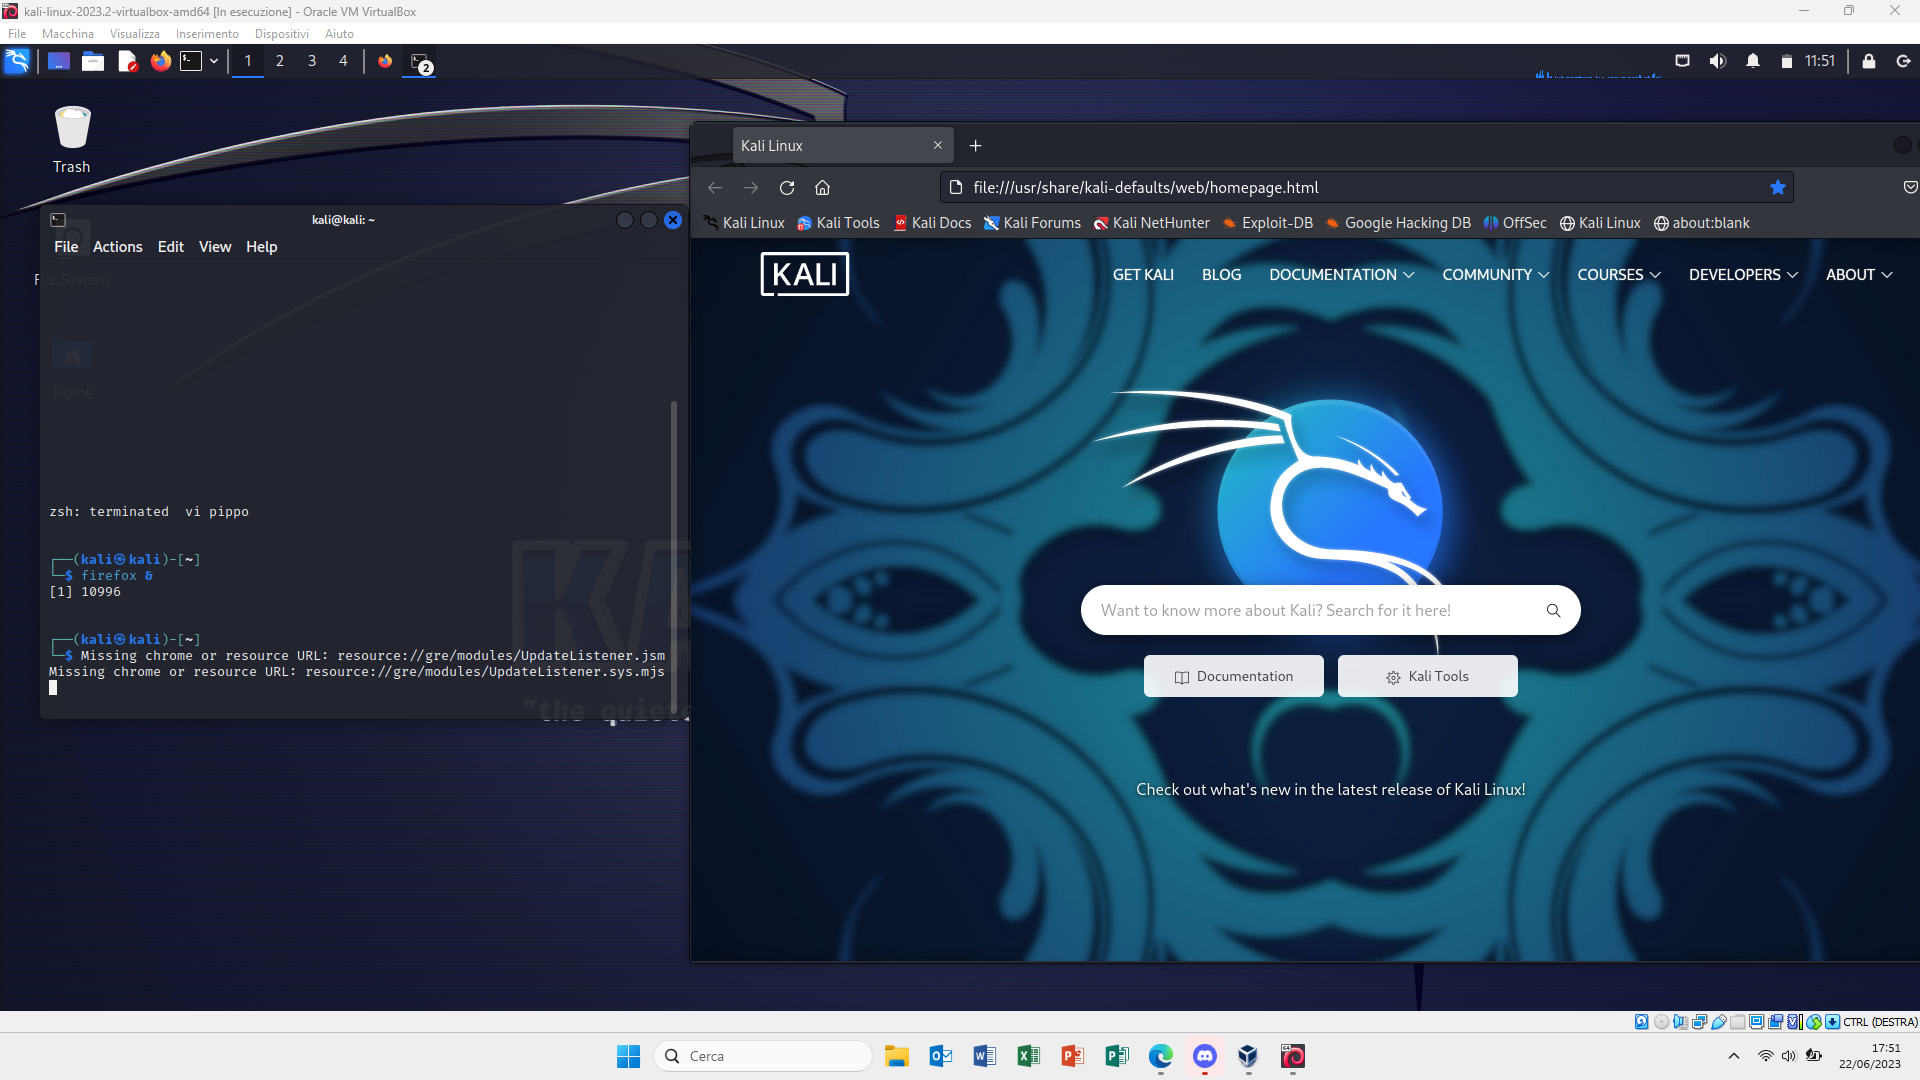 kali-linux-2023.2-virtualbox-amd64 [In esecuzione] - Oracle VM VirtualBox
File Macchina Visualizza Inserimento Dispositivi Aiuto
1 2 3 4 2 11:51
Trash
File System
Home
kali@kali: ~
File Actions Edit View Help
zsh: terminated  vi pippo
┌──(kali㉿kali)-[~]
└─$ firefox &
[1] 10996
┌──(kali㉿kali)-[~]
└─$ Missing chrome or resource URL: resource://gre/modules/UpdateListener.jsm
Missing chrome or resource URL: resource://gre/modules/UpdateListener.sys.mjs
KA
"the quiete
Kali Linux
file:///usr/share/kali-defaults/web/homepage.html
Kali Linux Kali Tools Kali Docs Kali Forums Kali NetHunter Exploit-DB Google Hacking DB OffSec Kali Linux about:blank
KALI GET KALI BLOG DOCUMENTATION COMMUNITY COURSES DEVELOPERS ABOUT
Want to know more about Kali? Search for it here!
Documentation Kali Tools
Check out what's new in the latest release of Kali Linux!
CTRL (DESTRA)
Cerca
17:51
22/06/2023